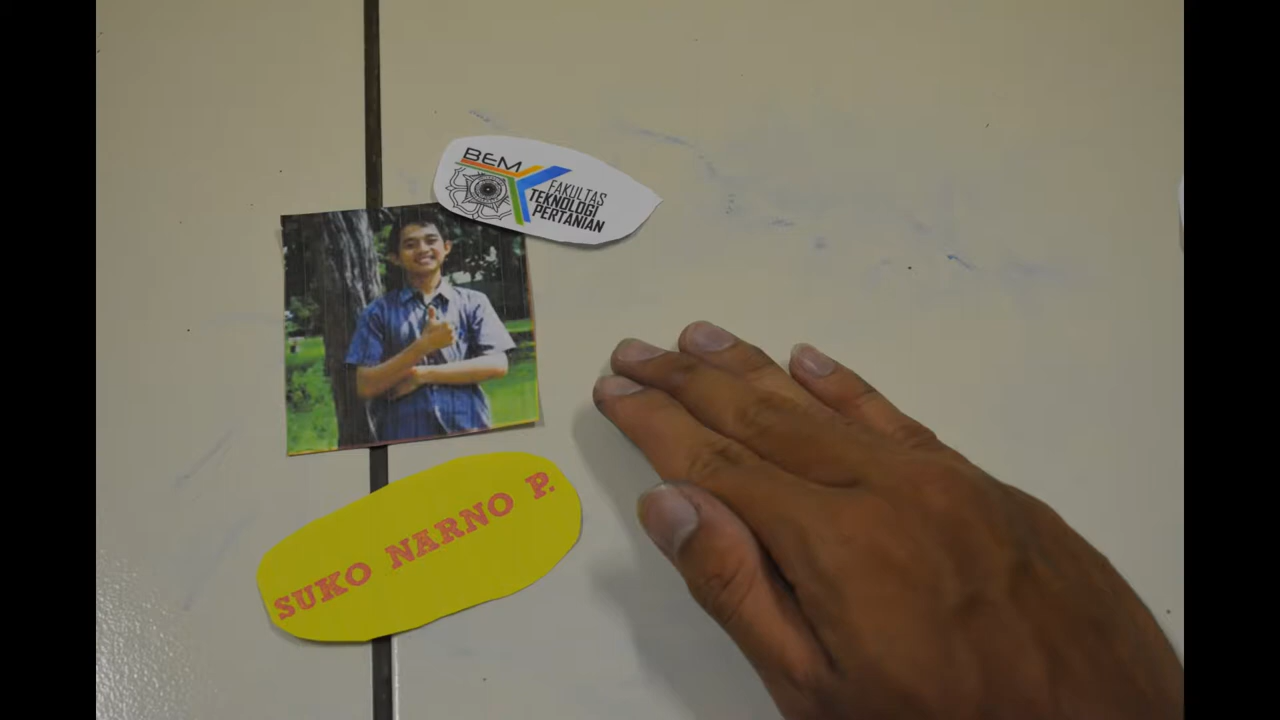 BEM
FAKULTAS
TEKNOLOGI
PERTANIAN
SUKO NARNO P.